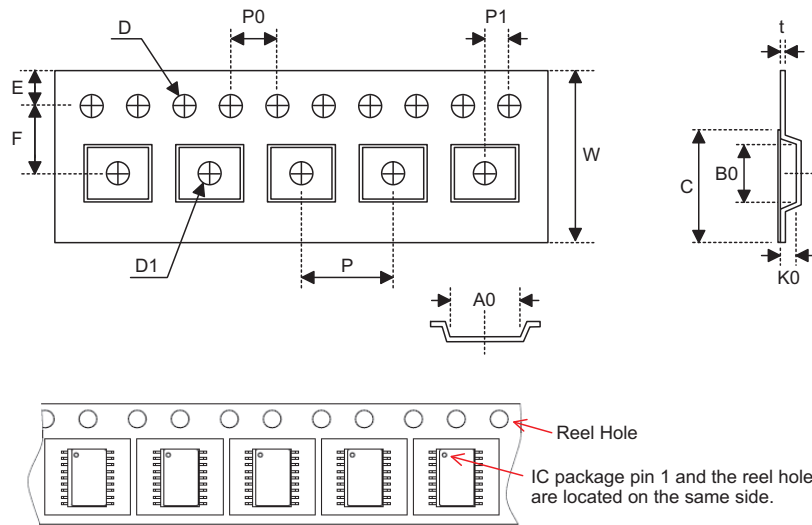 D
P0
P1
t
E
F
W
C
B0
D1
P
K0
A0
Reel Hole
IC package pin 1 and the reel hole
are located on the same side.